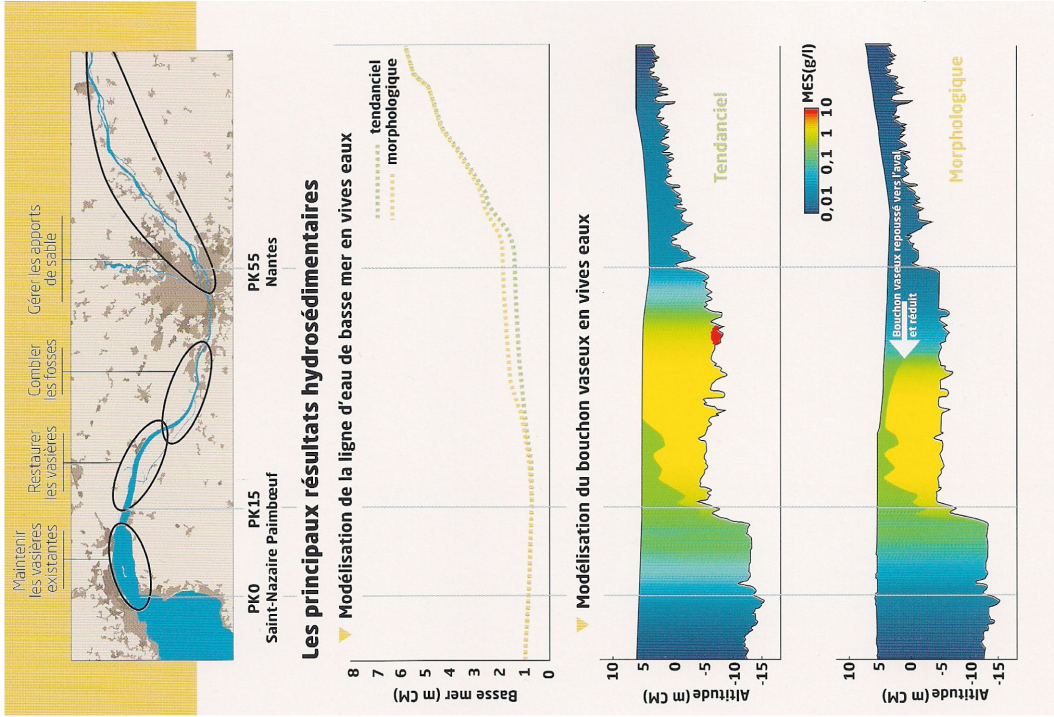 Maintenir
les vasières
existantes
Restaurer
les vasières
Combler
les fosses
Gérer les apports
de sable
PK0
Saint-Nazaire
PK15
Paimbœuf
PK55
Nantes
Les principaux résultats hydrosédimentaires
Modélisation de la ligne d'eau de basse mer en vives eaux
tendanciel
morphologique
Basse mer (m CM)
8
7
6
5
4
3
2
1
0
Modélisation du bouchon vaseux en vives eaux
Altitude (m CM)
10
5
0
-5
-10
-15
Tendanciel
MES(g/l)
0,01 0,1 1 10
Altitude (m CM)
10
5
0
-5
-10
-15
Bouchon vaseux repoussé vers l'aval
et réduit
Morphologique